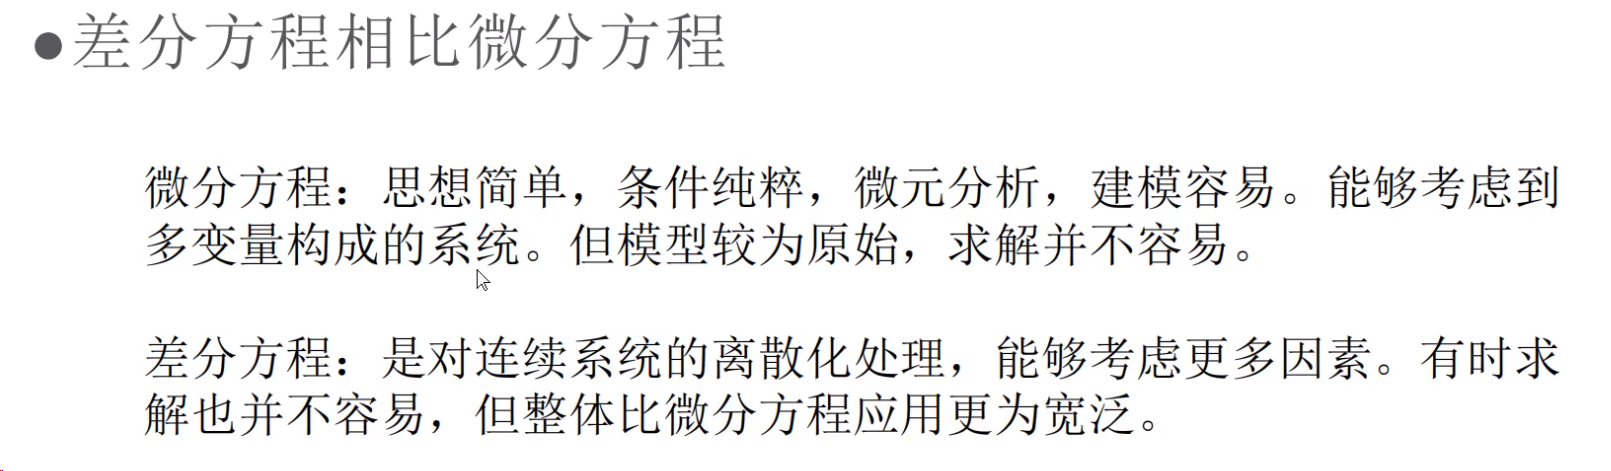 ●差分方程相比微分方程
微分方程：思想简单，条件纯粹，微元分析，建模容易。能够考虑到
多变量构成的系统。但模型较为原始，求解并不容易。
差分方程：是对连续系统的离散化处理，能够考虑更多因素。有时求
解也并不容易，但整体比微分方程应用更为宽泛。